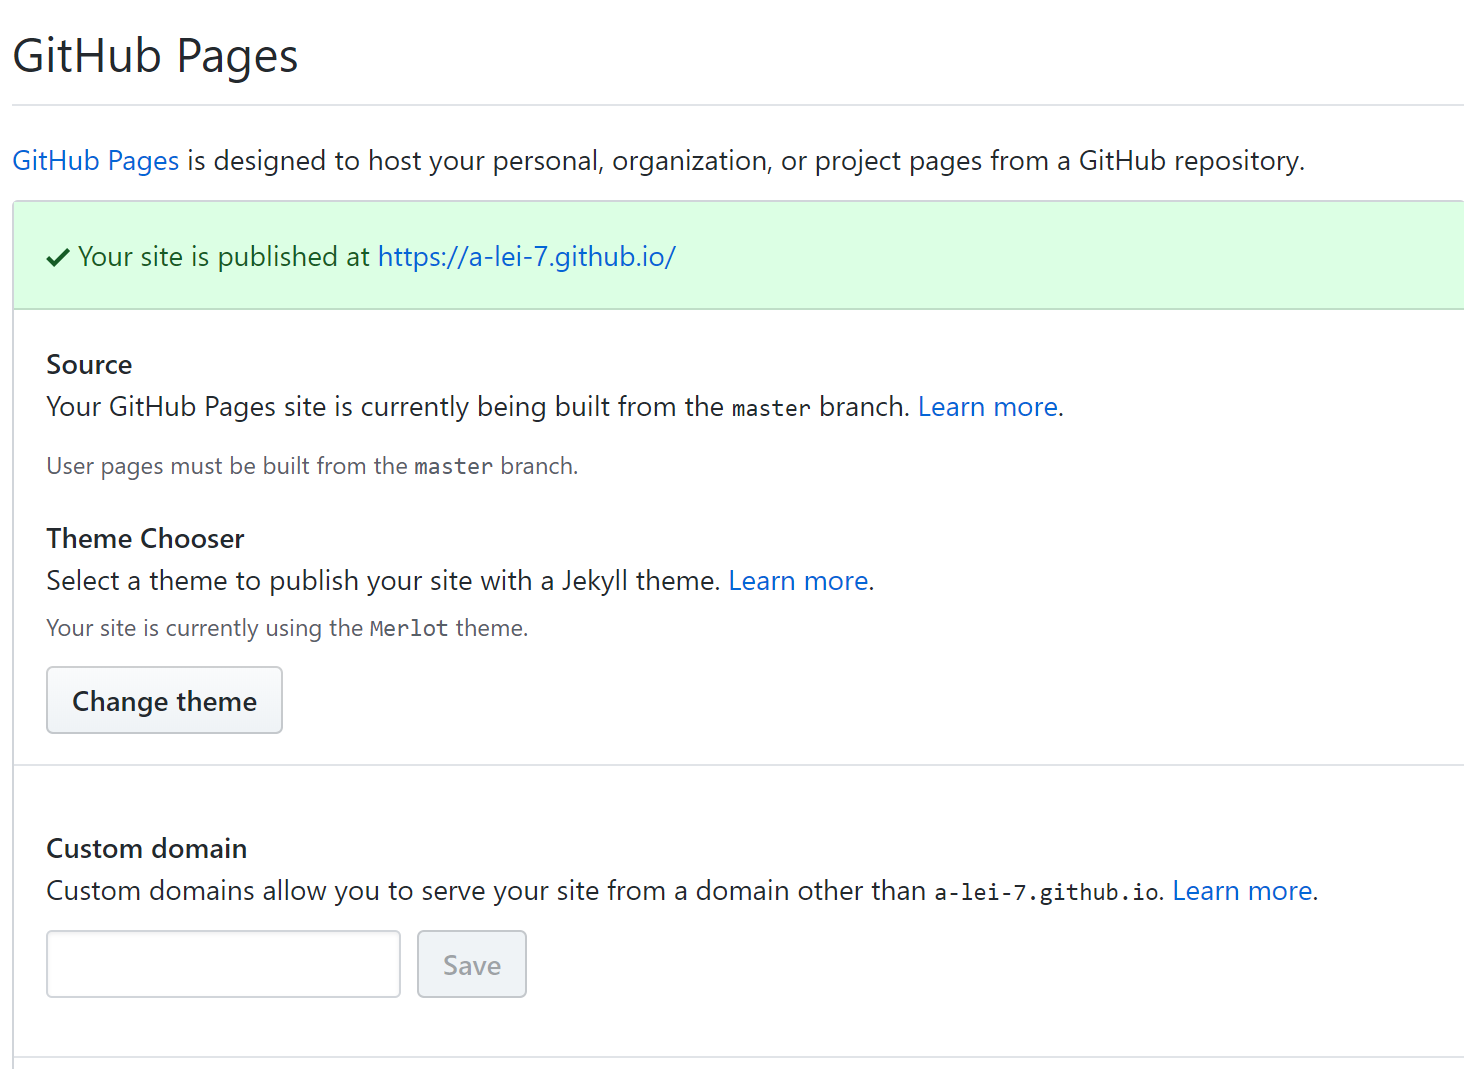 GitHub Pages
GitHub Pages is designed to host your personal, organization, or project pages from a GitHub repository.
Your site is published at https://a-lei-7.github.io/
Source
Your GitHub Pages site is currently being built from the master branch. Learn more.
User pages must be built from the master branch.
Theme Chooser
Select a theme to publish your site with a Jekyll theme. Learn more.
Your site is currently using the Merlot theme.
Change theme
Custom domain
Custom domains allow you to serve your site from a domain other than a-lei-7.github.io. Learn more.
Save